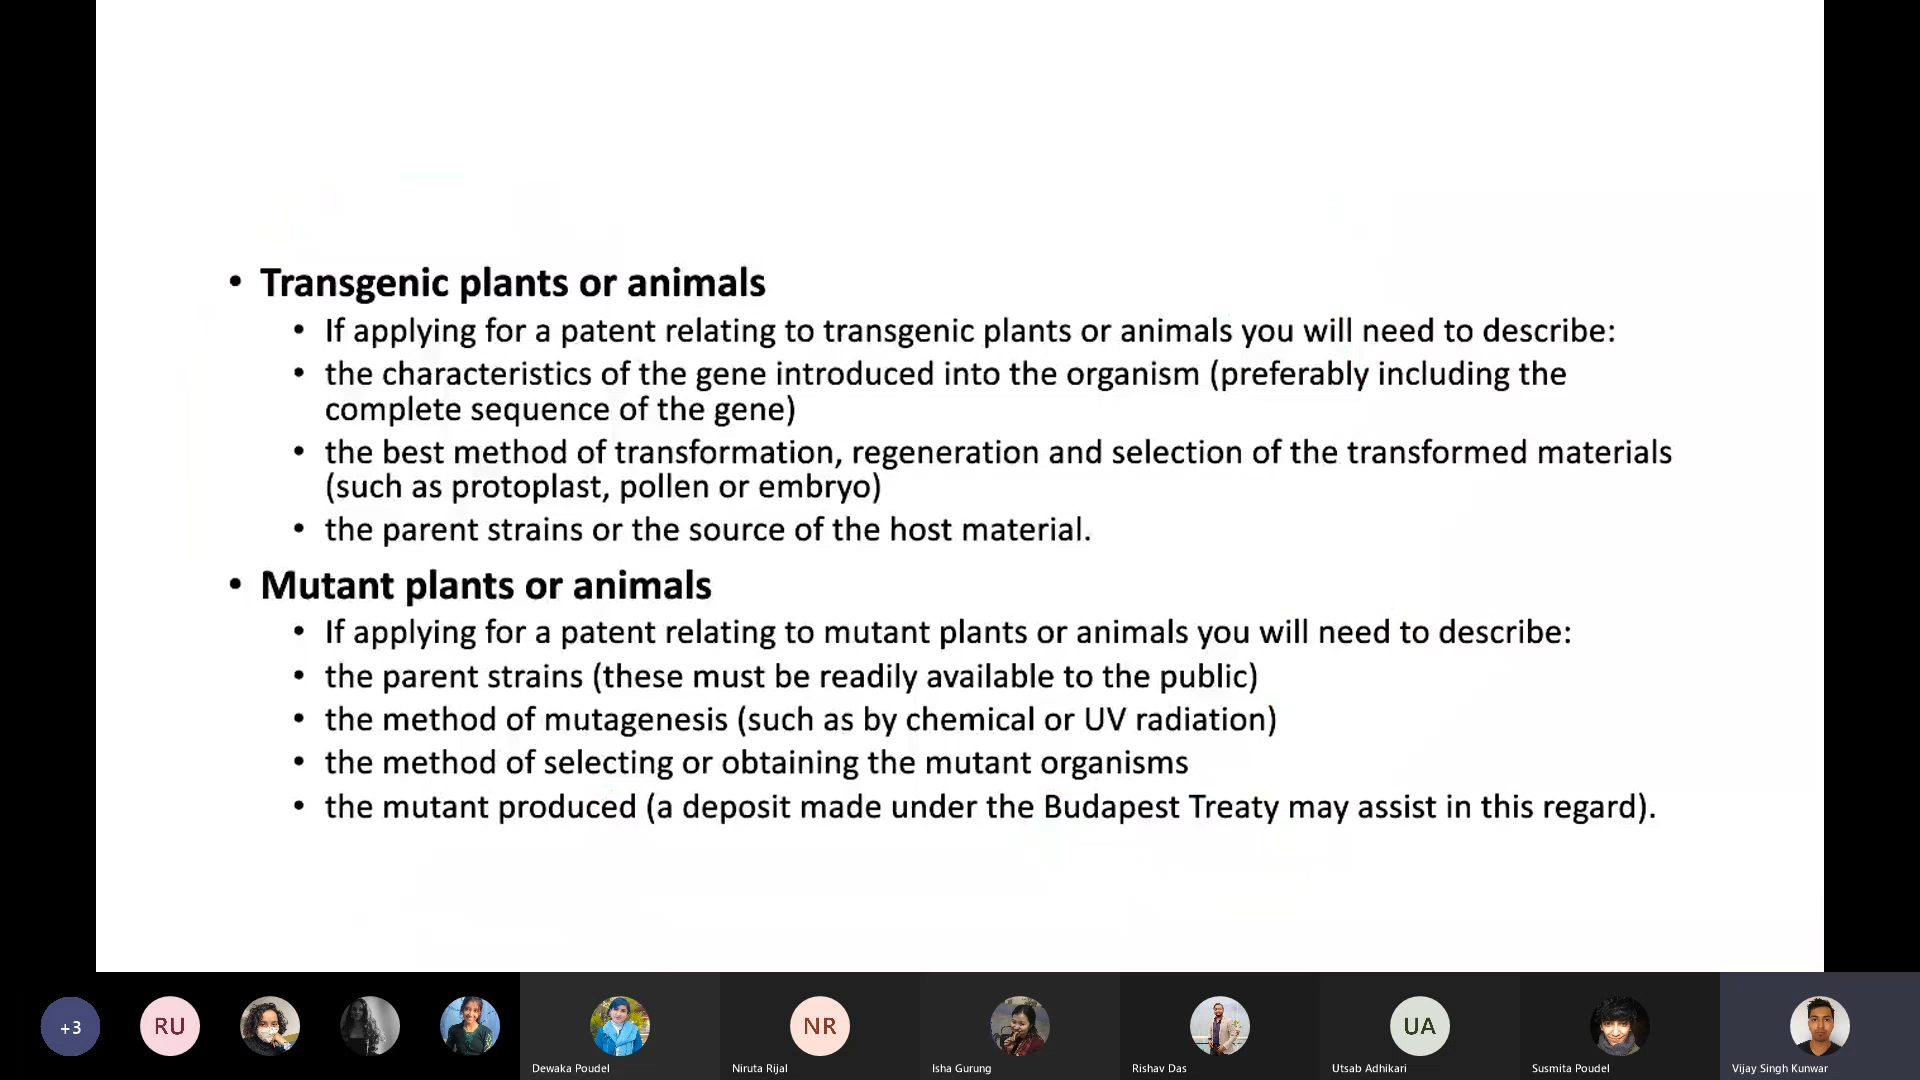 • Transgenic plants or animals
• If applying for a patent relating to transgenic plants or animals you will need to describe:
• the characteristics of the gene introduced into the organism (preferably including the
complete sequence of the gene)
• the best method of transformation, regeneration and selection of the transformed materials
(such as protoplast, pollen or embryo)
• the parent strains or the source of the host material.
• Mutant plants or animals
• If applying for a patent relating to mutant plants or animals you will need to describe:
• the parent strains (these must be readily available to the public)
• the method of mutagenesis (such as by chemical or UV radiation)
• the method of selecting or obtaining the mutant organisms
• the mutant produced (a deposit made under the Budapest Treaty may assist in this regard).
+3
RU
NR
UA
Dewaka Poudel
Niruta Rijal
Isha Gurung
Rishav Das
Utsab Adhikari
Susmita Poudel
Vijay Singh Kunwar